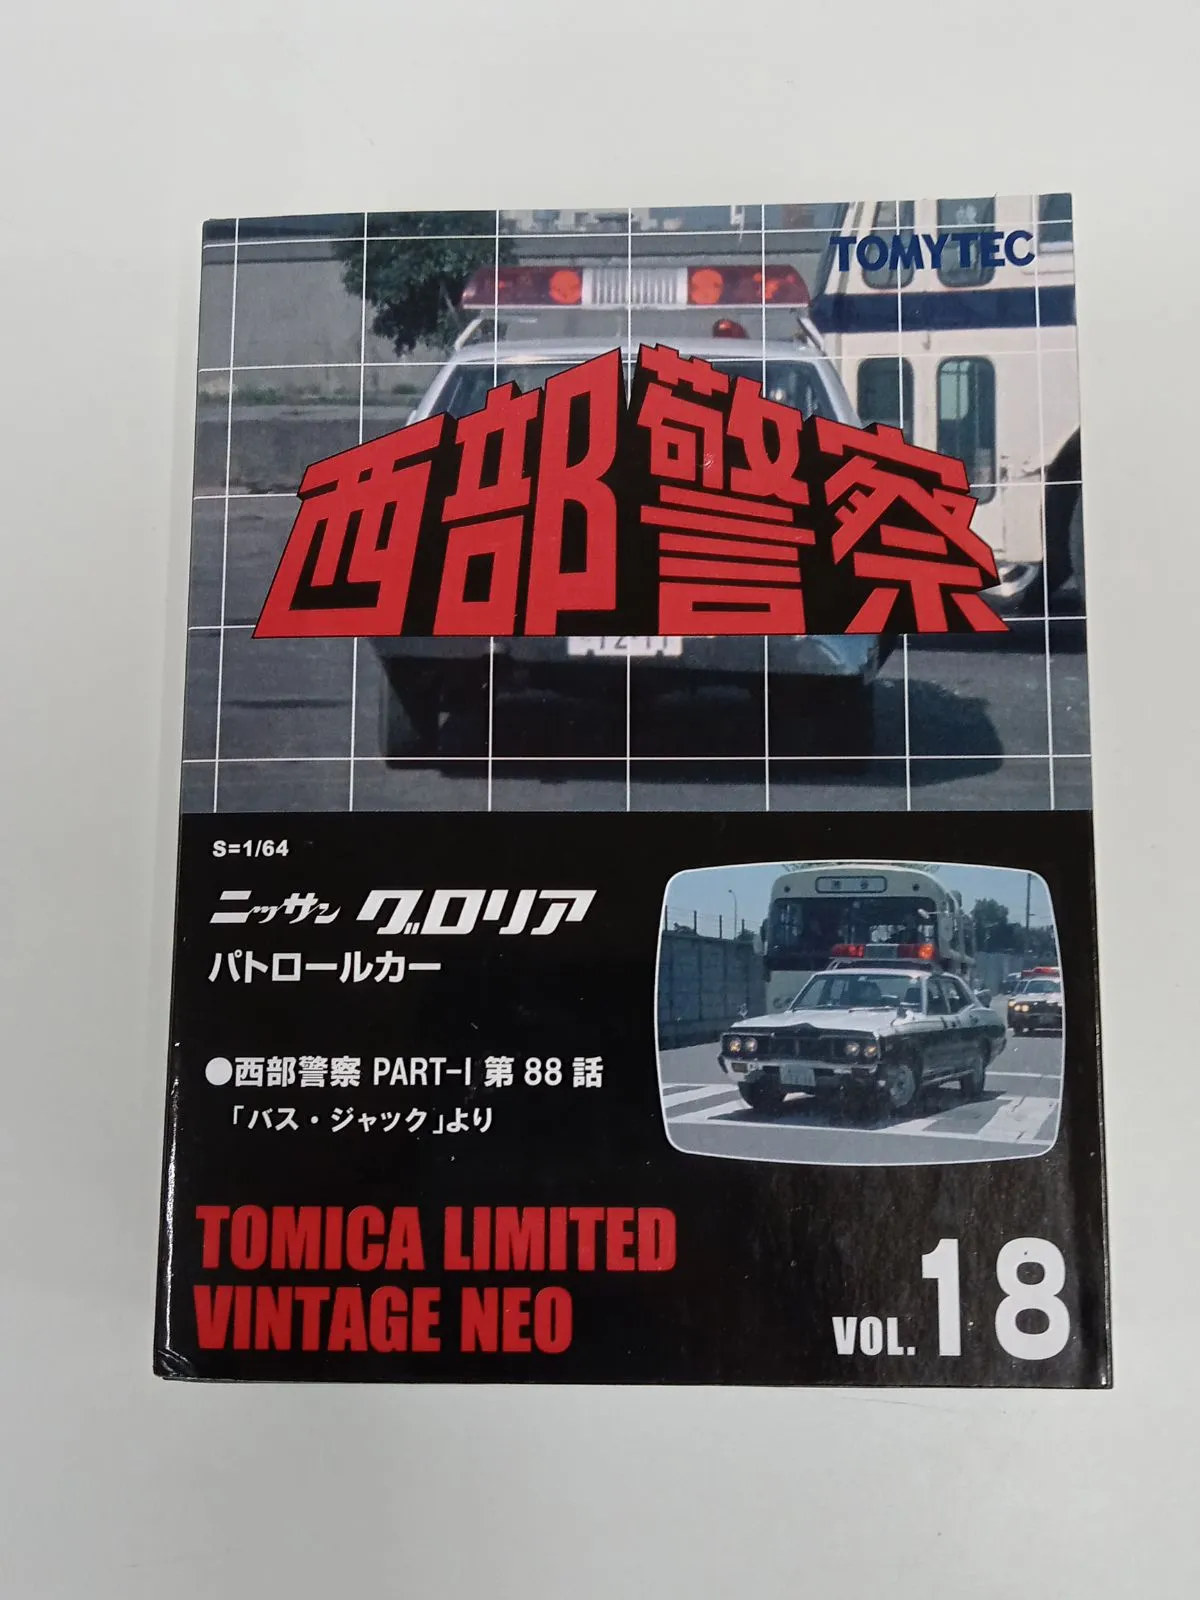 TOMYTEC
西部警察
S=1/64
ニッサン グロリア
パトロールカー
●西部警察 PART-I 第 88 話
「バス・ジャック」より
TOMICA LIMITED
VINTAGE NEO
VOL. 18